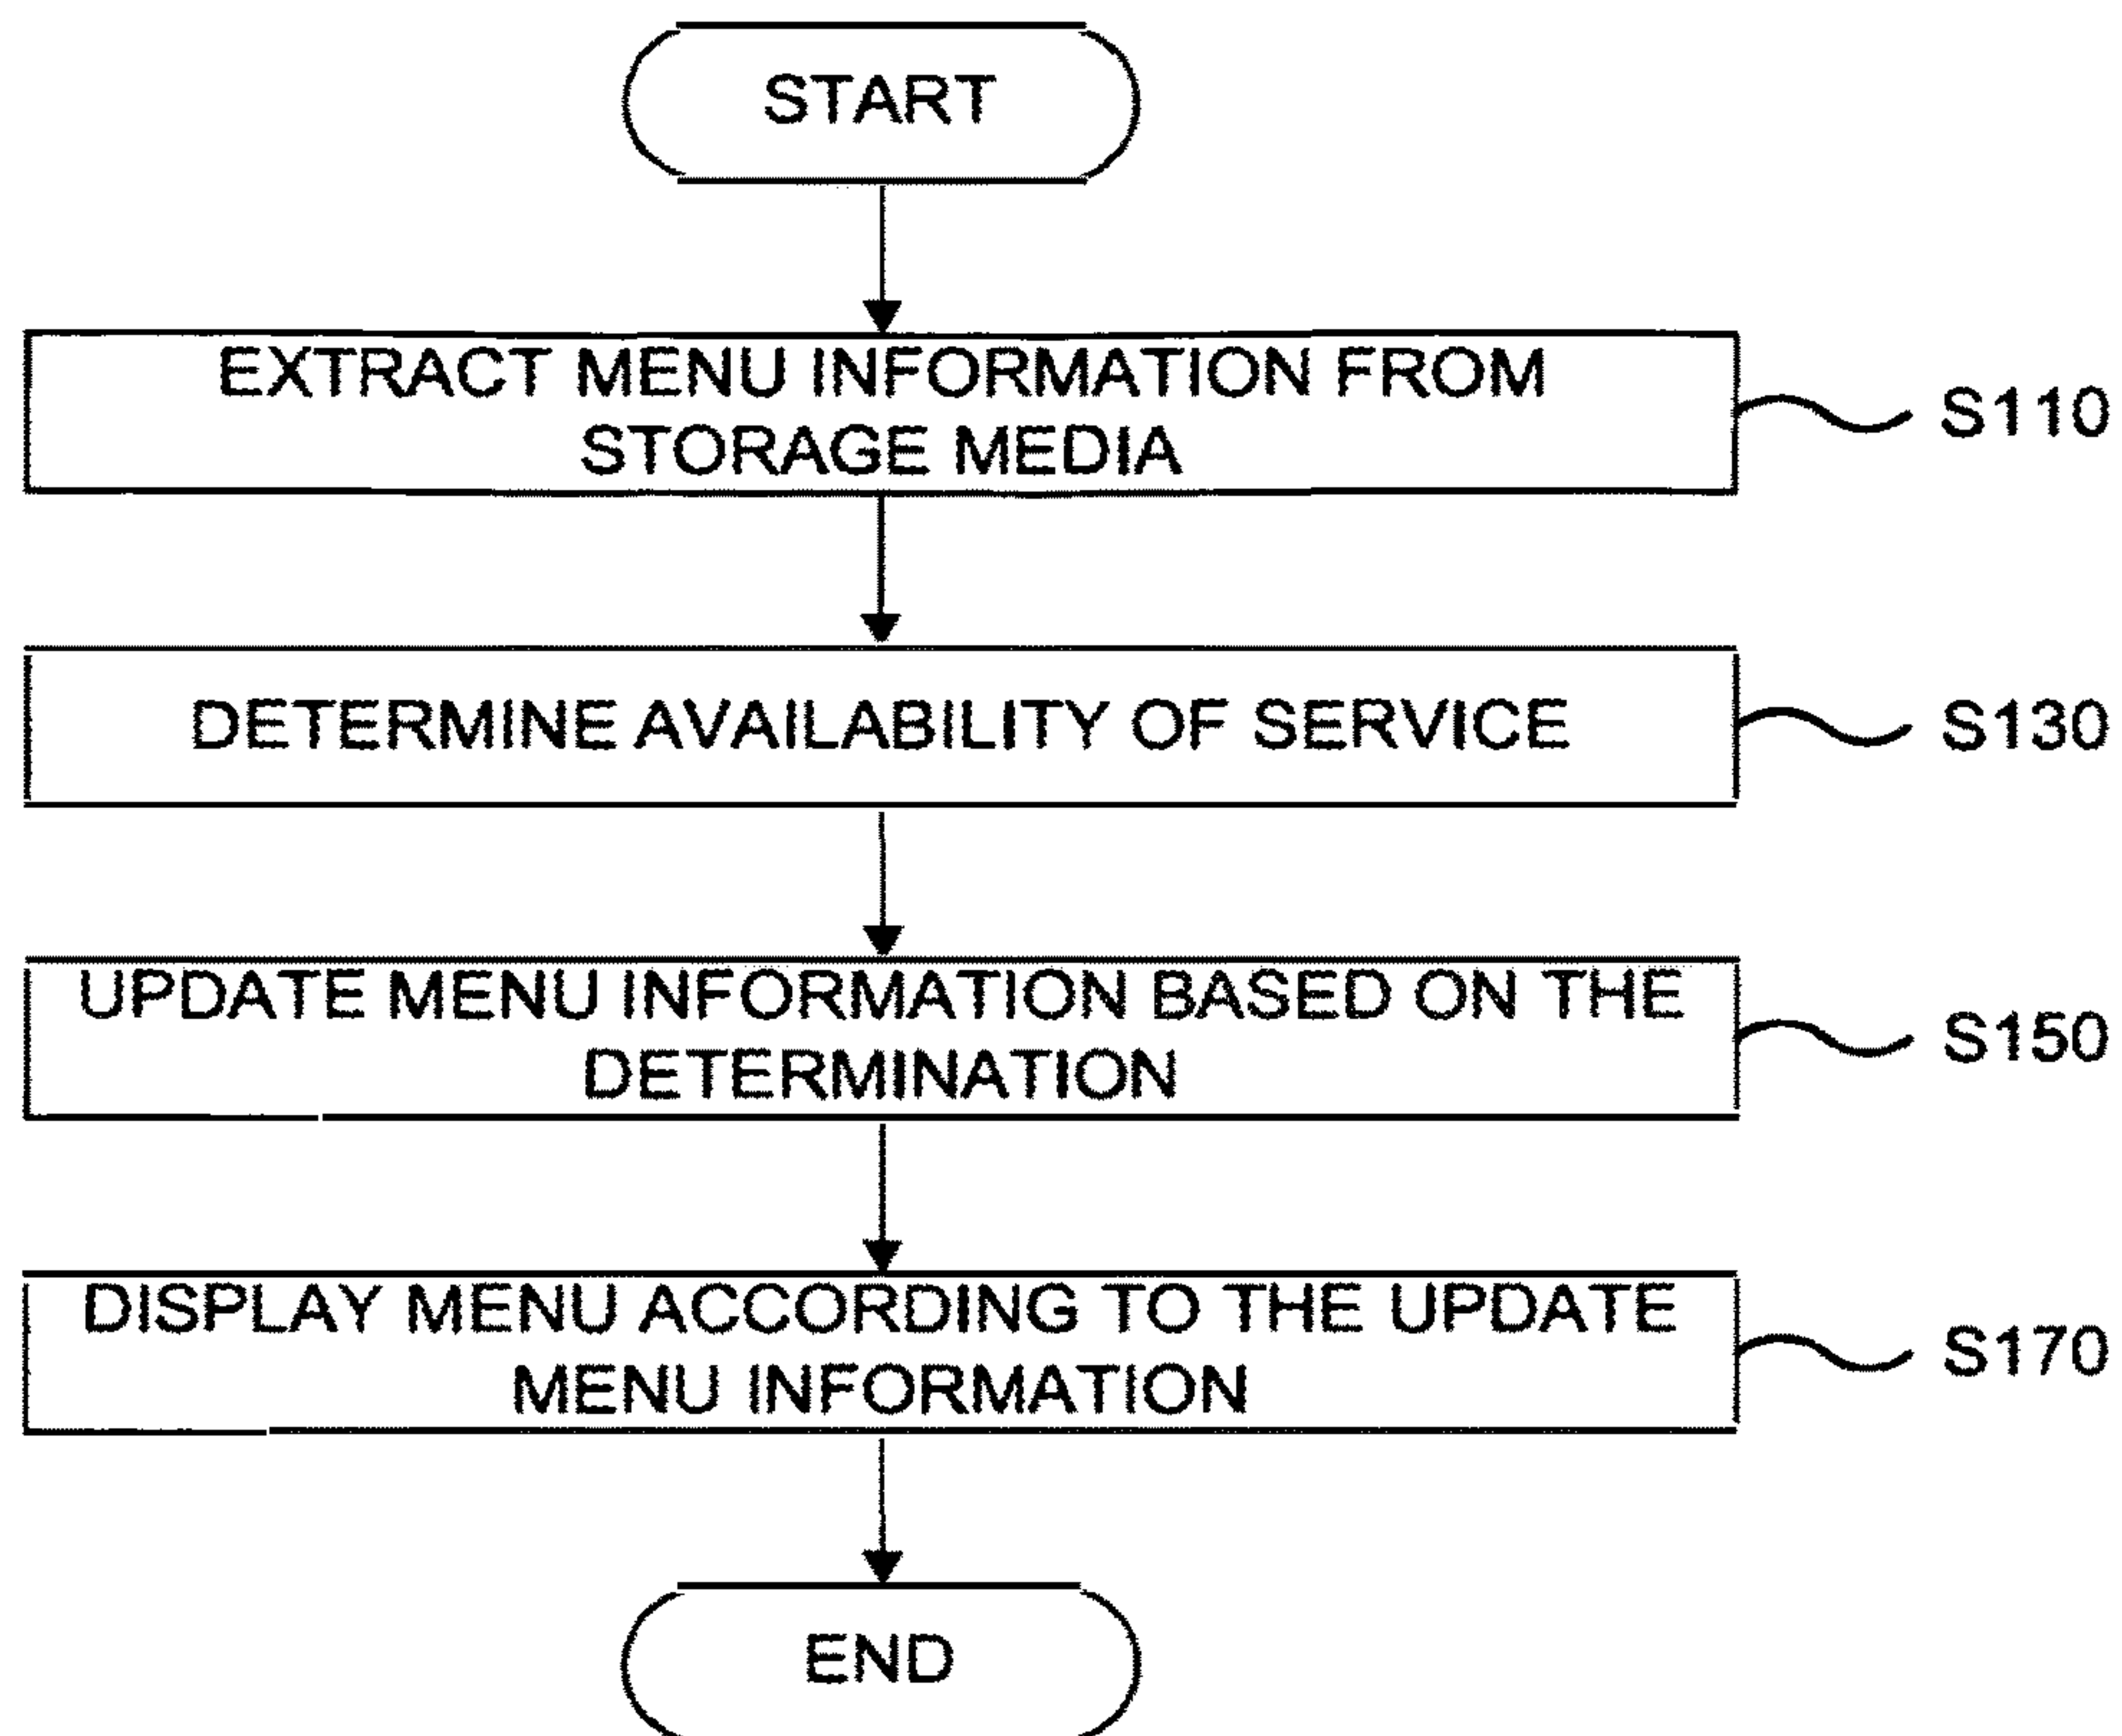 START
EXTRACT MENU INFORMATION FROM
STORAGE MEDIA
S110
DETERMINE AVAILABILITY OF SERVICE
S130
UPDATE MENU INFORMATION BASED ON THE
DETERMINATION
S150
DISPLAY MENU ACCORDING TO THE UPDATE
MENU INFORMATION
S170
END